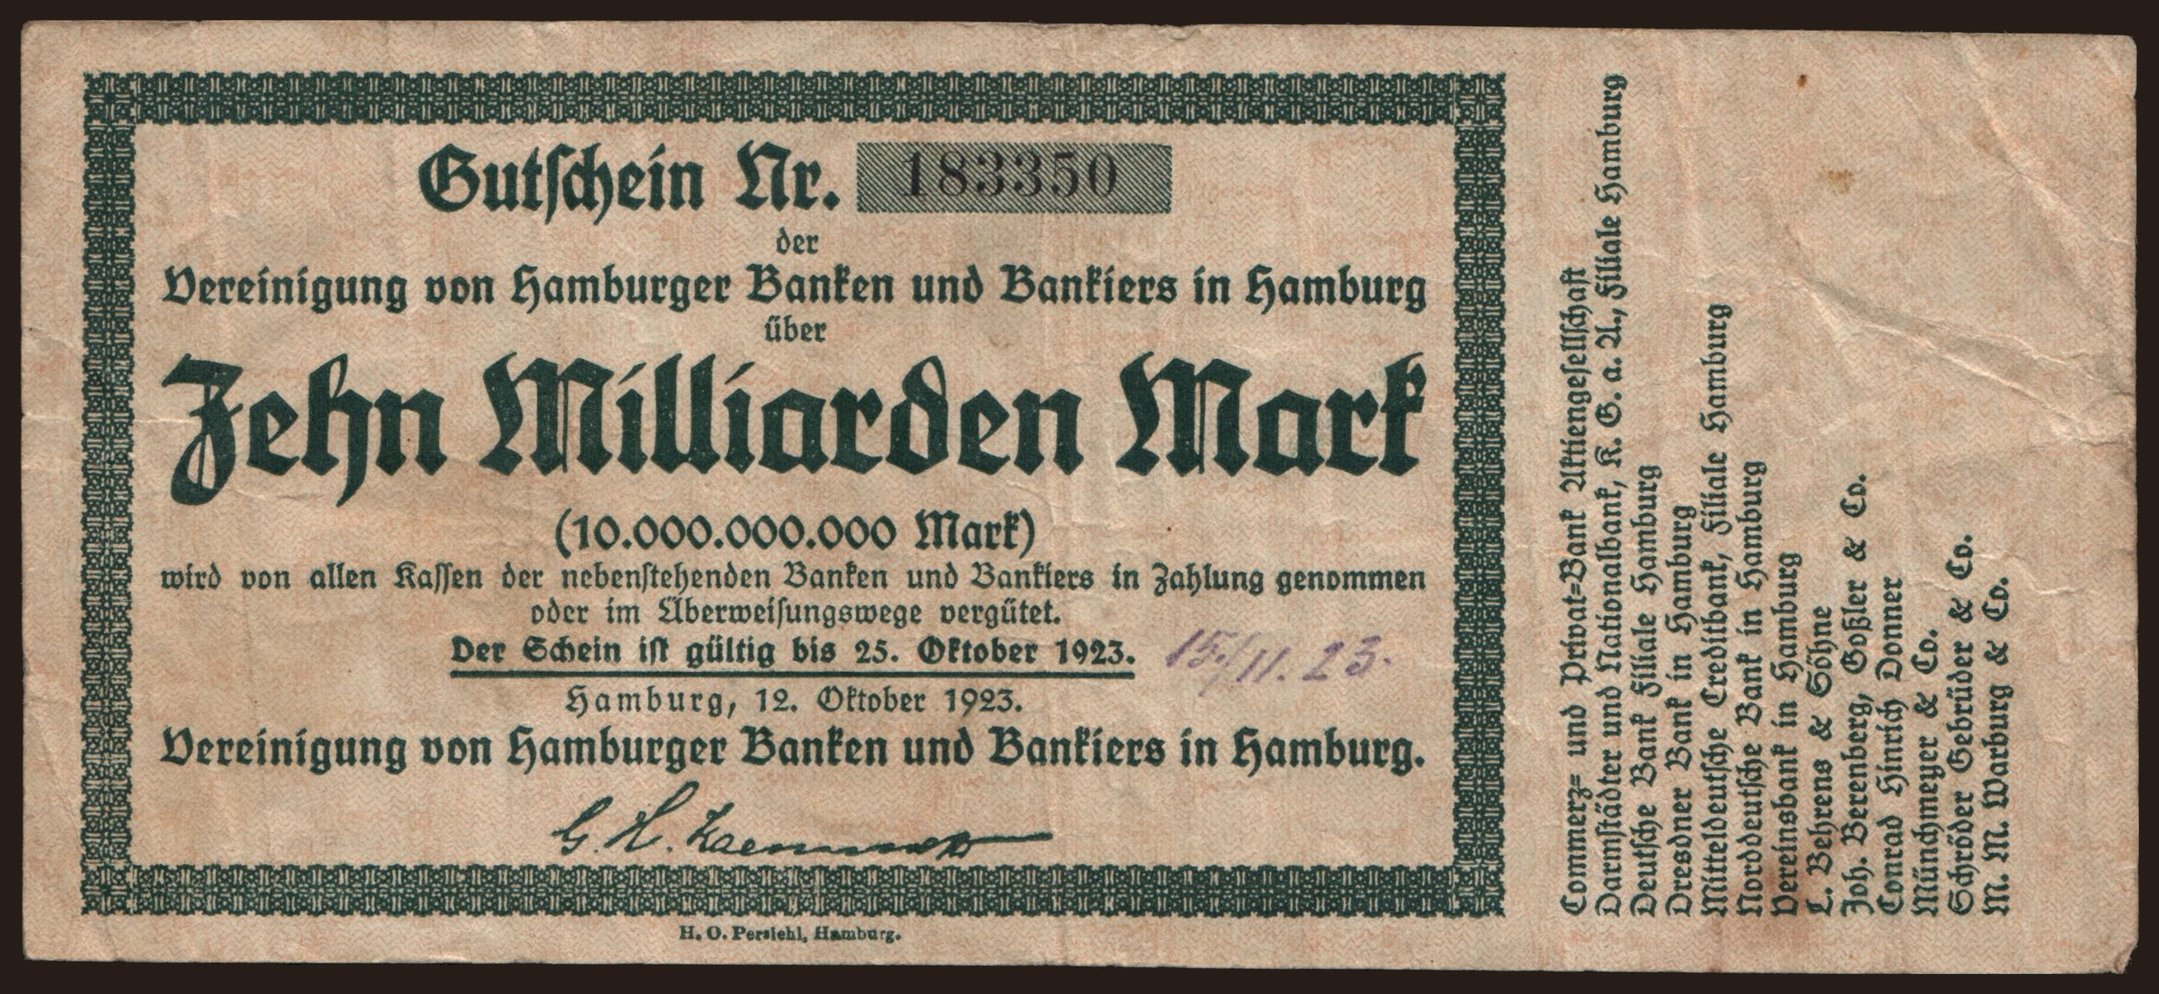 Gutschein Nr. 183350
der
Vereinigung von Hamburger Banken und Bankiers in Hamburg
über
Zehn Milliarden Mark
(10.000.000.000 Mark)
wird von allen Kassen der nebenstehenden Banken und Bankiers in Zahlung genommen
oder im Überweisungswege vergütet.
Der Schein ist gültig bis 25. Oktober 1923. 15./11.23.
Hamburg, 12. Oktober 1923.
Vereinigung von Hamburger Banken und Bankiers in Hamburg.
G. H.
H. O. Persiehl, Hamburg.
Commerz= und Privat=Bank Aktiengesellschaft
Darmstädter und Nationalbank, K. G. a. A., Filiale Hamburg
Deutsche Bank Filiale Hamburg
Dresdner Bank in Hamburg
Mitteldeutsche Creditbank, Filiale Hamburg
Norddeutsche Bank in Hamburg
Vereinsbank in Hamburg
L. Behrens & Söhne
Joh. Berenberg, Goßler & Co.
Conrad Hinrich Donner
Münchmeyer & Co.
Schröder Gebrüder & Co.
M. M. Warburg & Co.